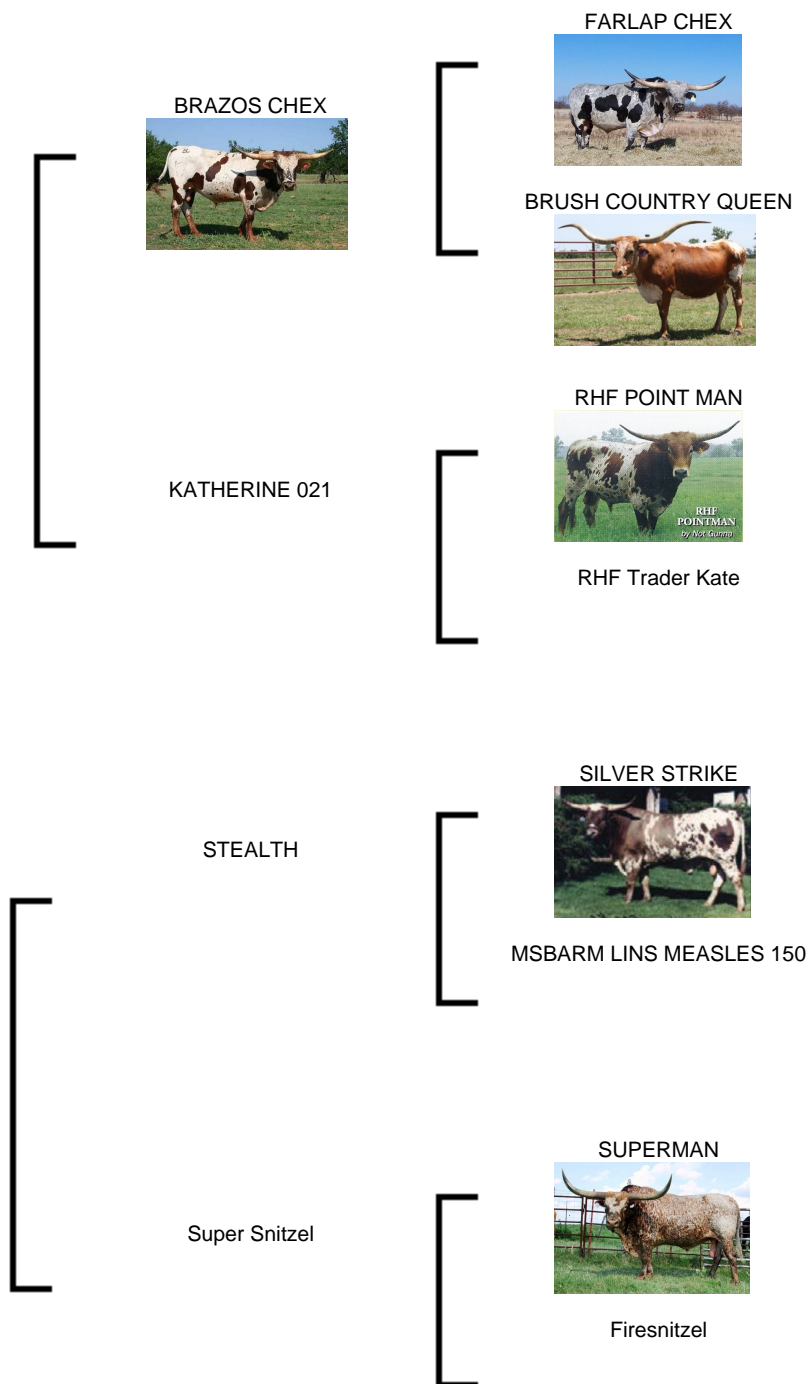 FARLAP CHEX
BRAZOS CHEX
BRUSH COUNTRY QUEEN
RHF POINT MAN
KATHERINE 021
RHF
POINTMAN
by Not Gunna
RHF Trader Kate
SILVER STRIKE
STEALTH
MSBARM LINS MEASLES 150
SUPERMAN
Super Snitzel
Firesnitzel